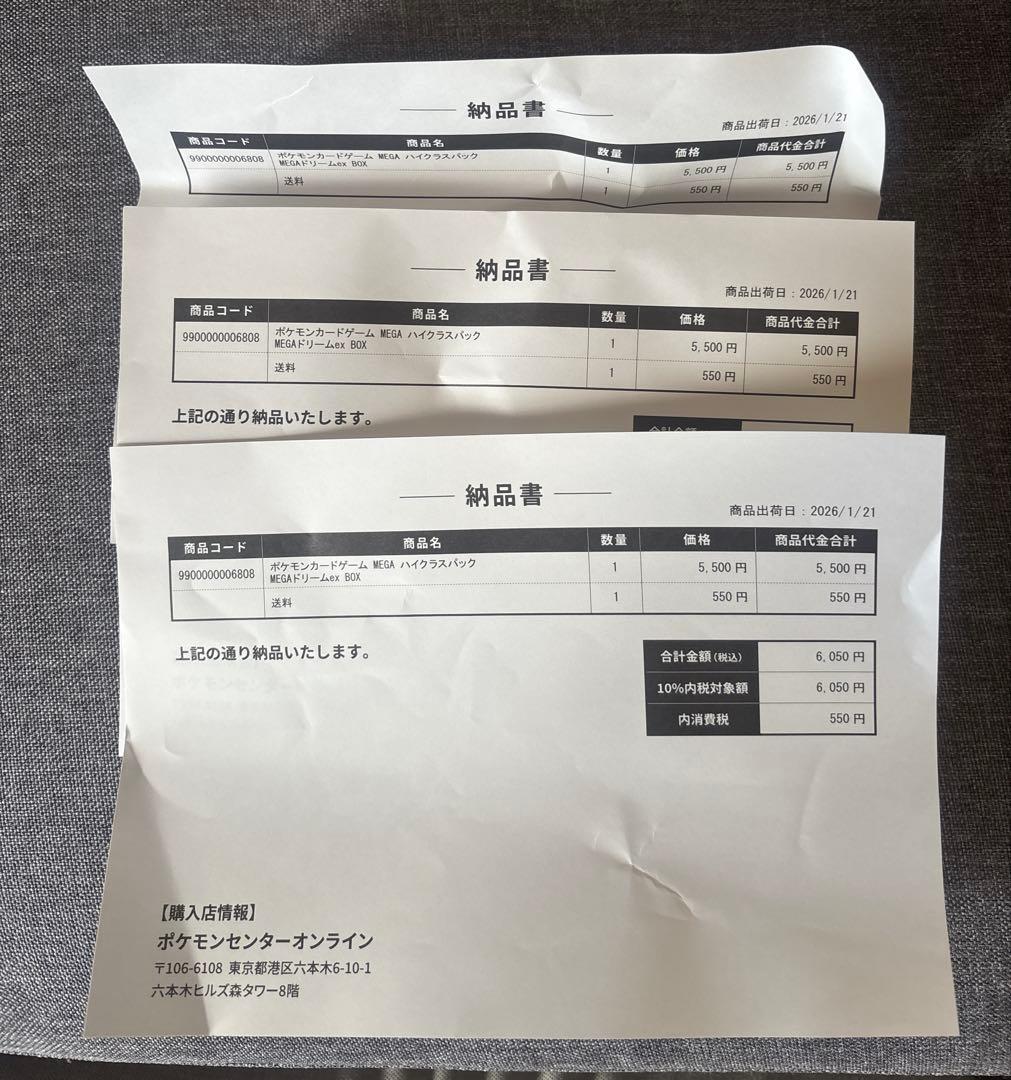 納品書
商品出荷日：2026/1/21
商品コード 商品名 数量 価格 商品代金合計
9900000006808 ポケモンカードゲーム MEGA ハイクラスパック 1 5,500 円 5,500 円
MEGAドリームex BOX
送料 1 550 円 550 円
納品書
商品出荷日：2026/1/21
商品コード 商品名 数量 価格 商品代金合計
9900000006808 ポケモンカードゲーム MEGA ハイクラスパック 1 5,500 円 5,500 円
MEGAドリームex BOX
送料 1 550 円 550 円
上記の通り納品いたします。
納品書
商品出荷日：2026/1/21
商品コード 商品名 数量 価格 商品代金合計
9900000006808 ポケモンカードゲーム MEGA ハイクラスパック 1 5,500 円 5,500 円
MEGAドリームex BOX
送料 1 550 円 550 円
上記の通り納品いたします。
合計金額(税込) 6,050 円
10%内税対象額 6,050 円
内消費税 550 円
【購入店情報】
ポケモンセンターオンライン
〒106-6108 東京都港区六本木6-10-1
六本木ヒルズ森タワー8階